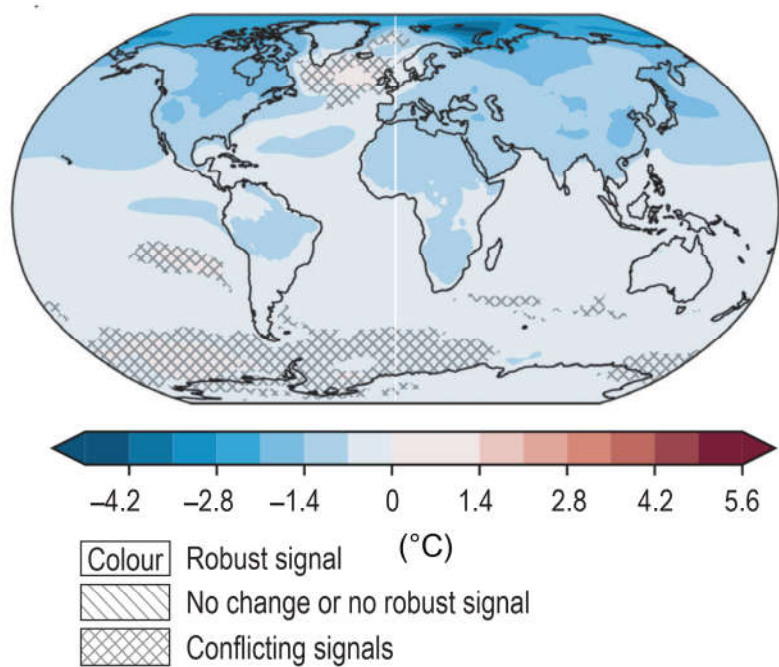 –4.2 –2.8 –1.4 0 1.4 2.8 4.2 5.6
(°C)
Colour Robust signal
No change or no robust signal
Conflicting signals